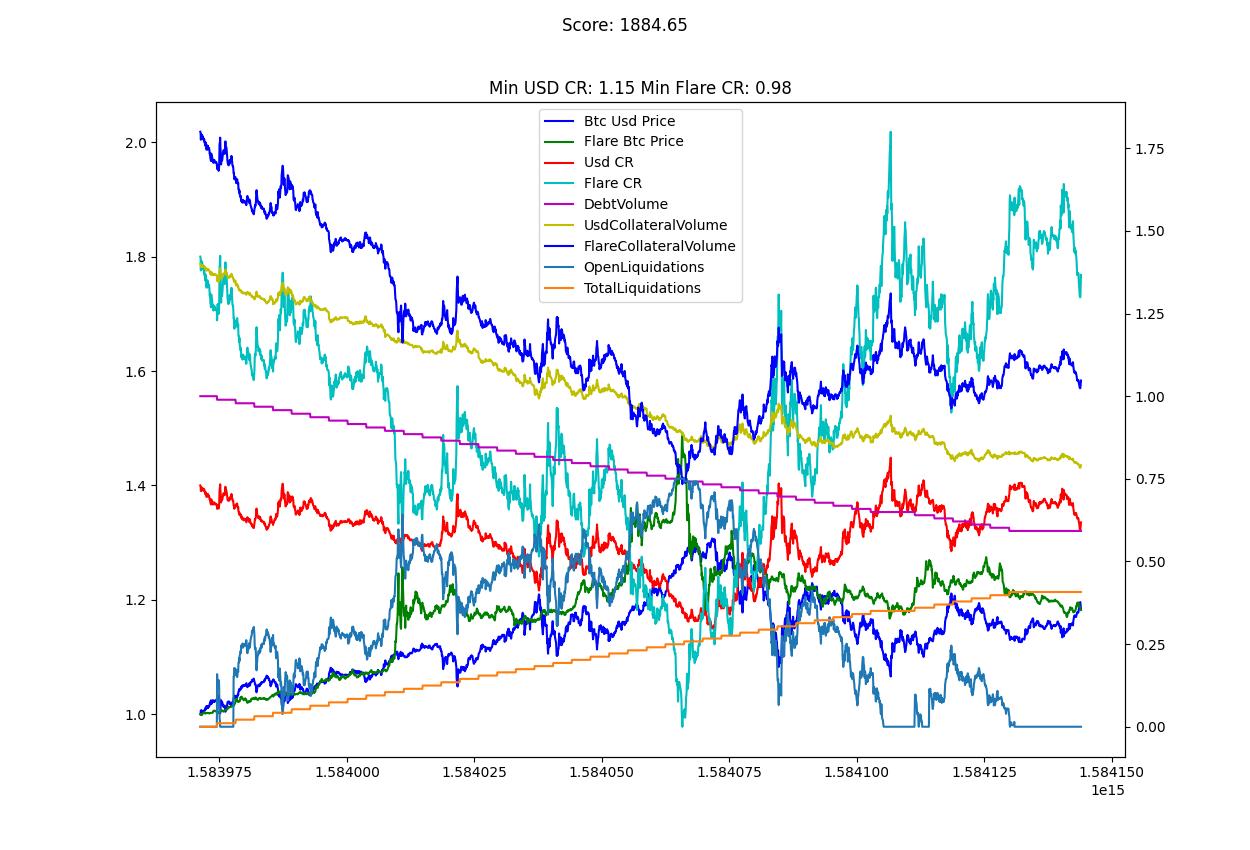 Score: 1884.65
Min USD CR: 1.15 Min Flare CR: 0.98
Btc Usd Price
Flare Btc Price
Usd CR
Flare CR
DebtVolume
UsdCollateralVolume
FlareCollateralVolume
OpenLiquidations
TotalLiquidations
2.0
1.8
1.6
1.4
1.2
1.0
1.75
1.50
1.25
1.00
0.75
0.50
0.25
0.00
1.583975 1.584000 1.584025 1.584050 1.584075 1.584100 1.584125 1.584150
1e15